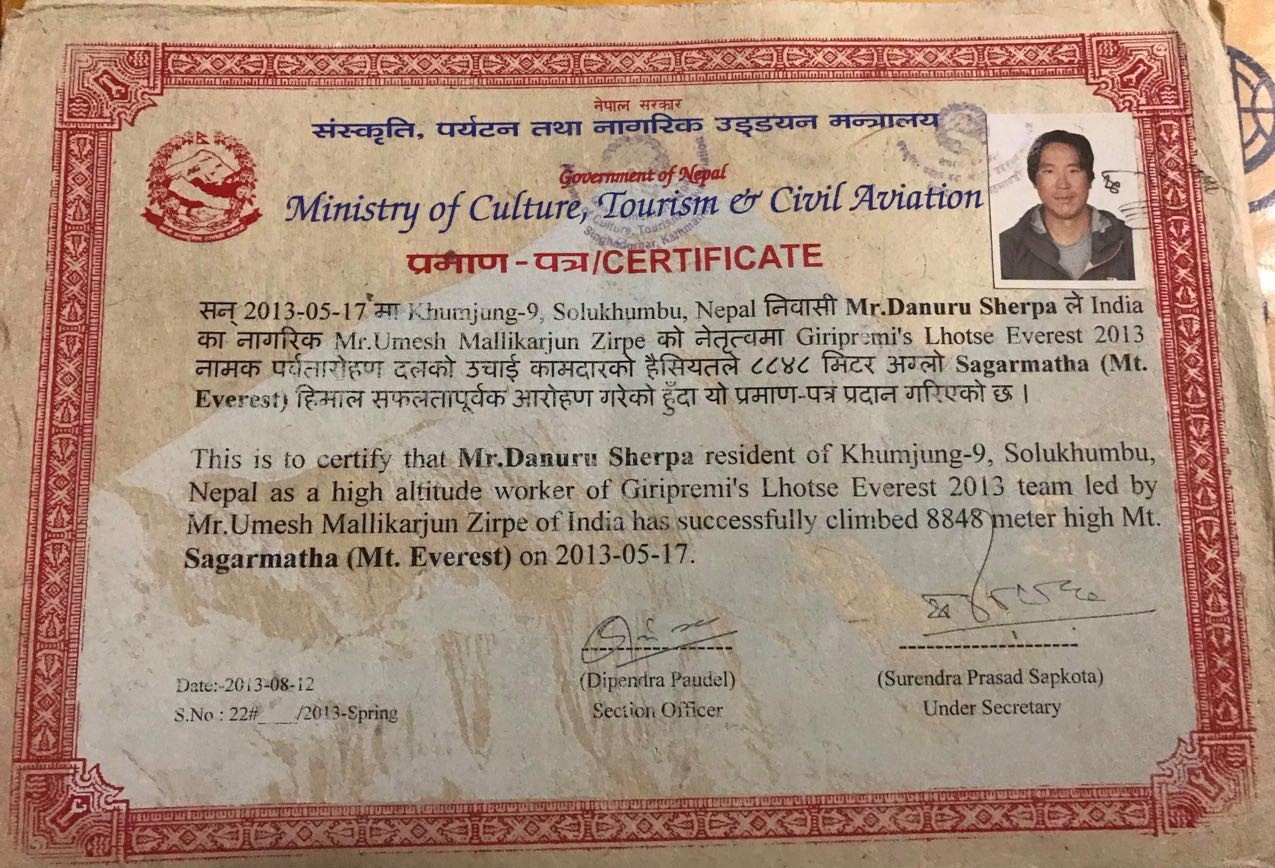 नेपाल सरकार
संस्कृति, पर्यटन तथा नागरिक उड्डयन मन्त्रालय
Government of Nepal
Ministry of Culture, Tourism & Civil Aviation
प्रमाण - पत्र/CERTIFICATE
सन् 2013-05-17 मा Khumjung-9, Solukhumbu, Nepal निवासी Mr.Danuru Sherpa ले India
का नागरिक Mr.Umesh Mallikarjun Zirpe को नेतृत्वमा Giripremi's Lhotse Everest 2013
नामक पर्वतारोहण दलको उचाई कामदारको हैसियतले ८८४८ मिटर अग्लो Sagarmatha (Mt.
Everest) हिमाल सफलतापूर्वक आरोहण गरेको हुँदा यो प्रमाण-पत्र प्रदान गरिएको छ ।
This is to certify that Mr.Danuru Sherpa resident of Khumjung-9, Solukhumbu,
Nepal as a high altitude worker of Giripremi's Lhotse Everest 2013 team led by
Mr.Umesh Mallikarjun Zirpe of India has successfully climbed 8848 meter high Mt.
Sagarmatha (Mt. Everest) on 2013-05-17.
(Dipendra Paudel)
Section Officer
(Surendra Prasad Sapkota)
Under Secretary
Date:-2013-08-12
S.No : 22#____/2013-Spring